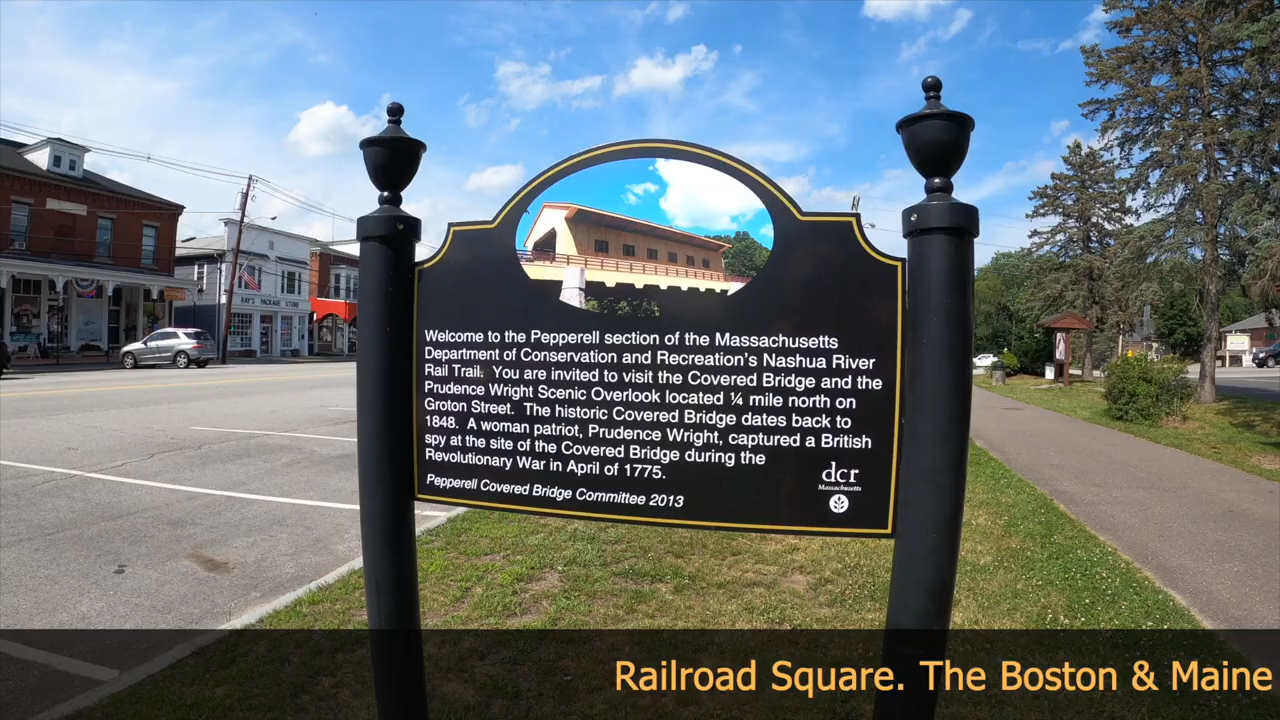 RAY'S PACKAGE STORE
Welcome to the Pepperell section of the Massachusetts
Department of Conservation and Recreation's Nashua River
Rail Trail. You are invited to visit the Covered Bridge and the
Prudence Wright Scenic Overlook located ¼ mile north on
Groton Street. The historic Covered Bridge dates back to
1848. A woman patriot, Prudence Wright, captured a British
spy at the site of the Covered Bridge during the
Revolutionary War in April of 1775.
Pepperell Covered Bridge Committee 2013
dcr
Massachusetts
Railroad Square. The Boston & Maine